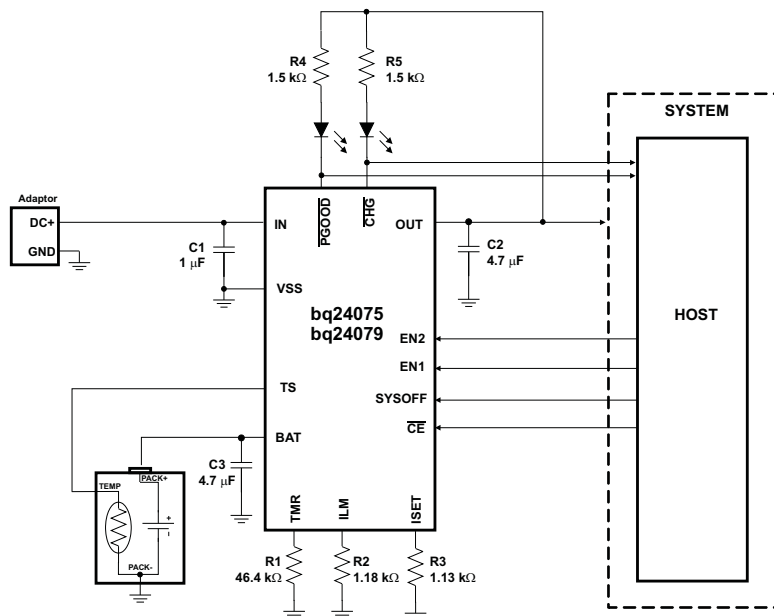 R4
1.5 kΩ
R5
1.5 kΩ
SYSTEM
Adaptor
DC+
GND
IN
PGOOD
CHG
OUT
C1
1 μF
C2
4.7 μF
VSS
bq24075
bq24079
HOST
EN2
EN1
TS
SYSOFF
CE
BAT
C3
4.7 μF
PACK+
TEMP
+
-
PACK-
TMR
ILM
ISET
R1
46.4 kΩ
R2
1.18 kΩ
R3
1.13 kΩ